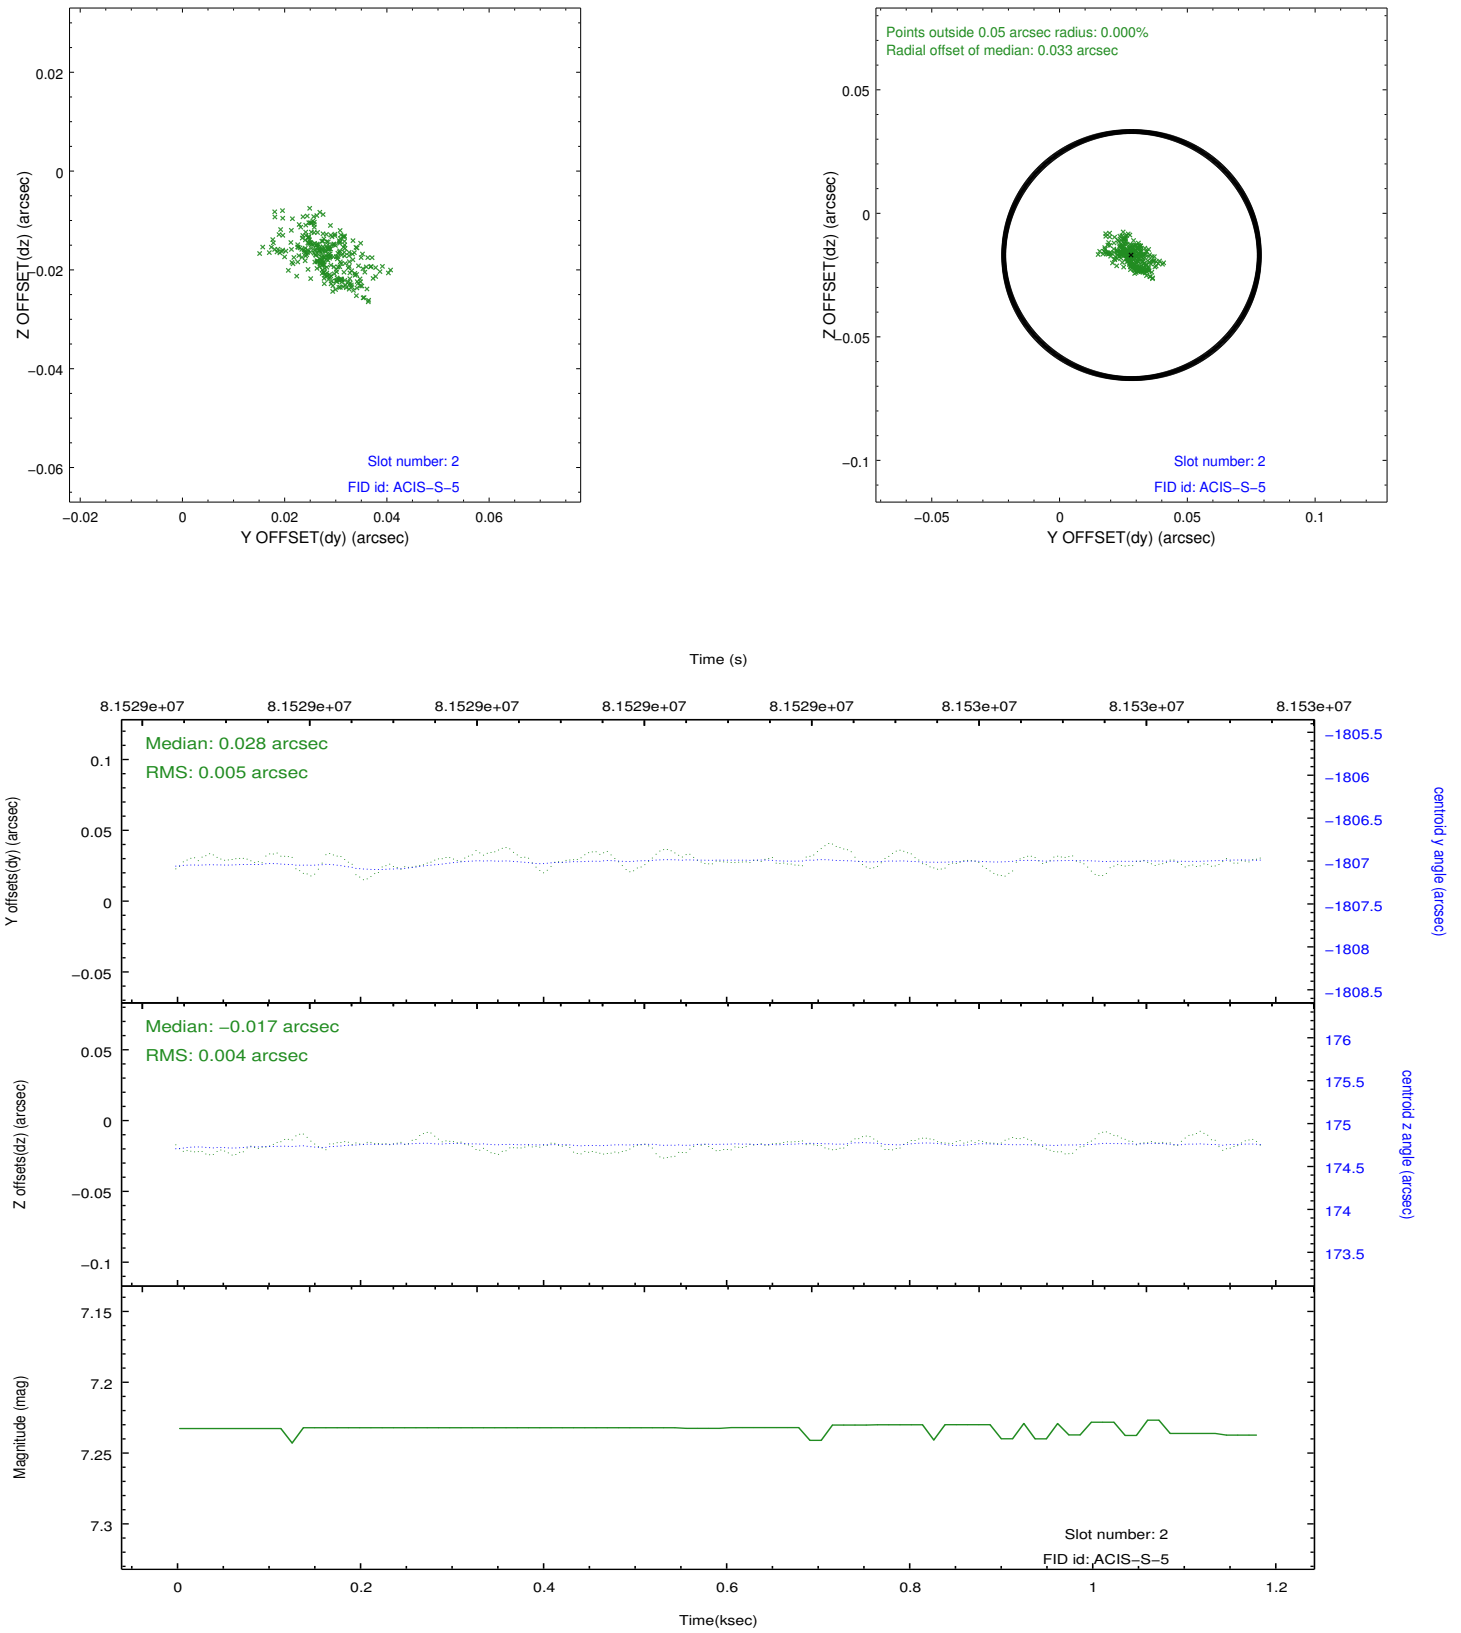 0.02
0
−0.02
−0.04
−0.06
Z OFFSET(dz) (arcsec)
Slot number: 2
FID id: ACIS−S−5
−0.02 0 0.02 0.04 0.06
Y OFFSET(dy) (arcsec)
Points outside 0.05 arcsec radius: 0.000%
Radial offset of median: 0.033 arcsec
0.05
0
−0.05
−0.1
Z OFFSET(dz) (arcsec)
Slot number: 2
FID id: ACIS−S−5
−0.05 0 0.05 0.1
Y OFFSET(dy) (arcsec)
Time (s)
8.1529e+07 8.1529e+07 8.1529e+07 8.1529e+07 8.1529e+07 8.153e+07 8.153e+07 8.153e+07
Median: 0.028 arcsec
RMS: 0.005 arcsec
0.1
0.05
0
−0.05
Y offsets(dy) (arcsec)
−1805.5
−1806
−1806.5
−1807
−1807.5
−1808
−1808.5
centroid y angle (arcsec)
Median: −0.017 arcsec
RMS: 0.004 arcsec
0.05
0
−0.05
−0.1
Z offsets(dz) (arcsec)
176
175.5
175
174.5
174
173.5
centroid z angle (arcsec)
7.15
7.2
7.25
7.3
Magnitude (mag)
Slot number: 2
FID id: ACIS−S−5
0 0.2 0.4 0.6 0.8 1 1.2
Time(ksec)